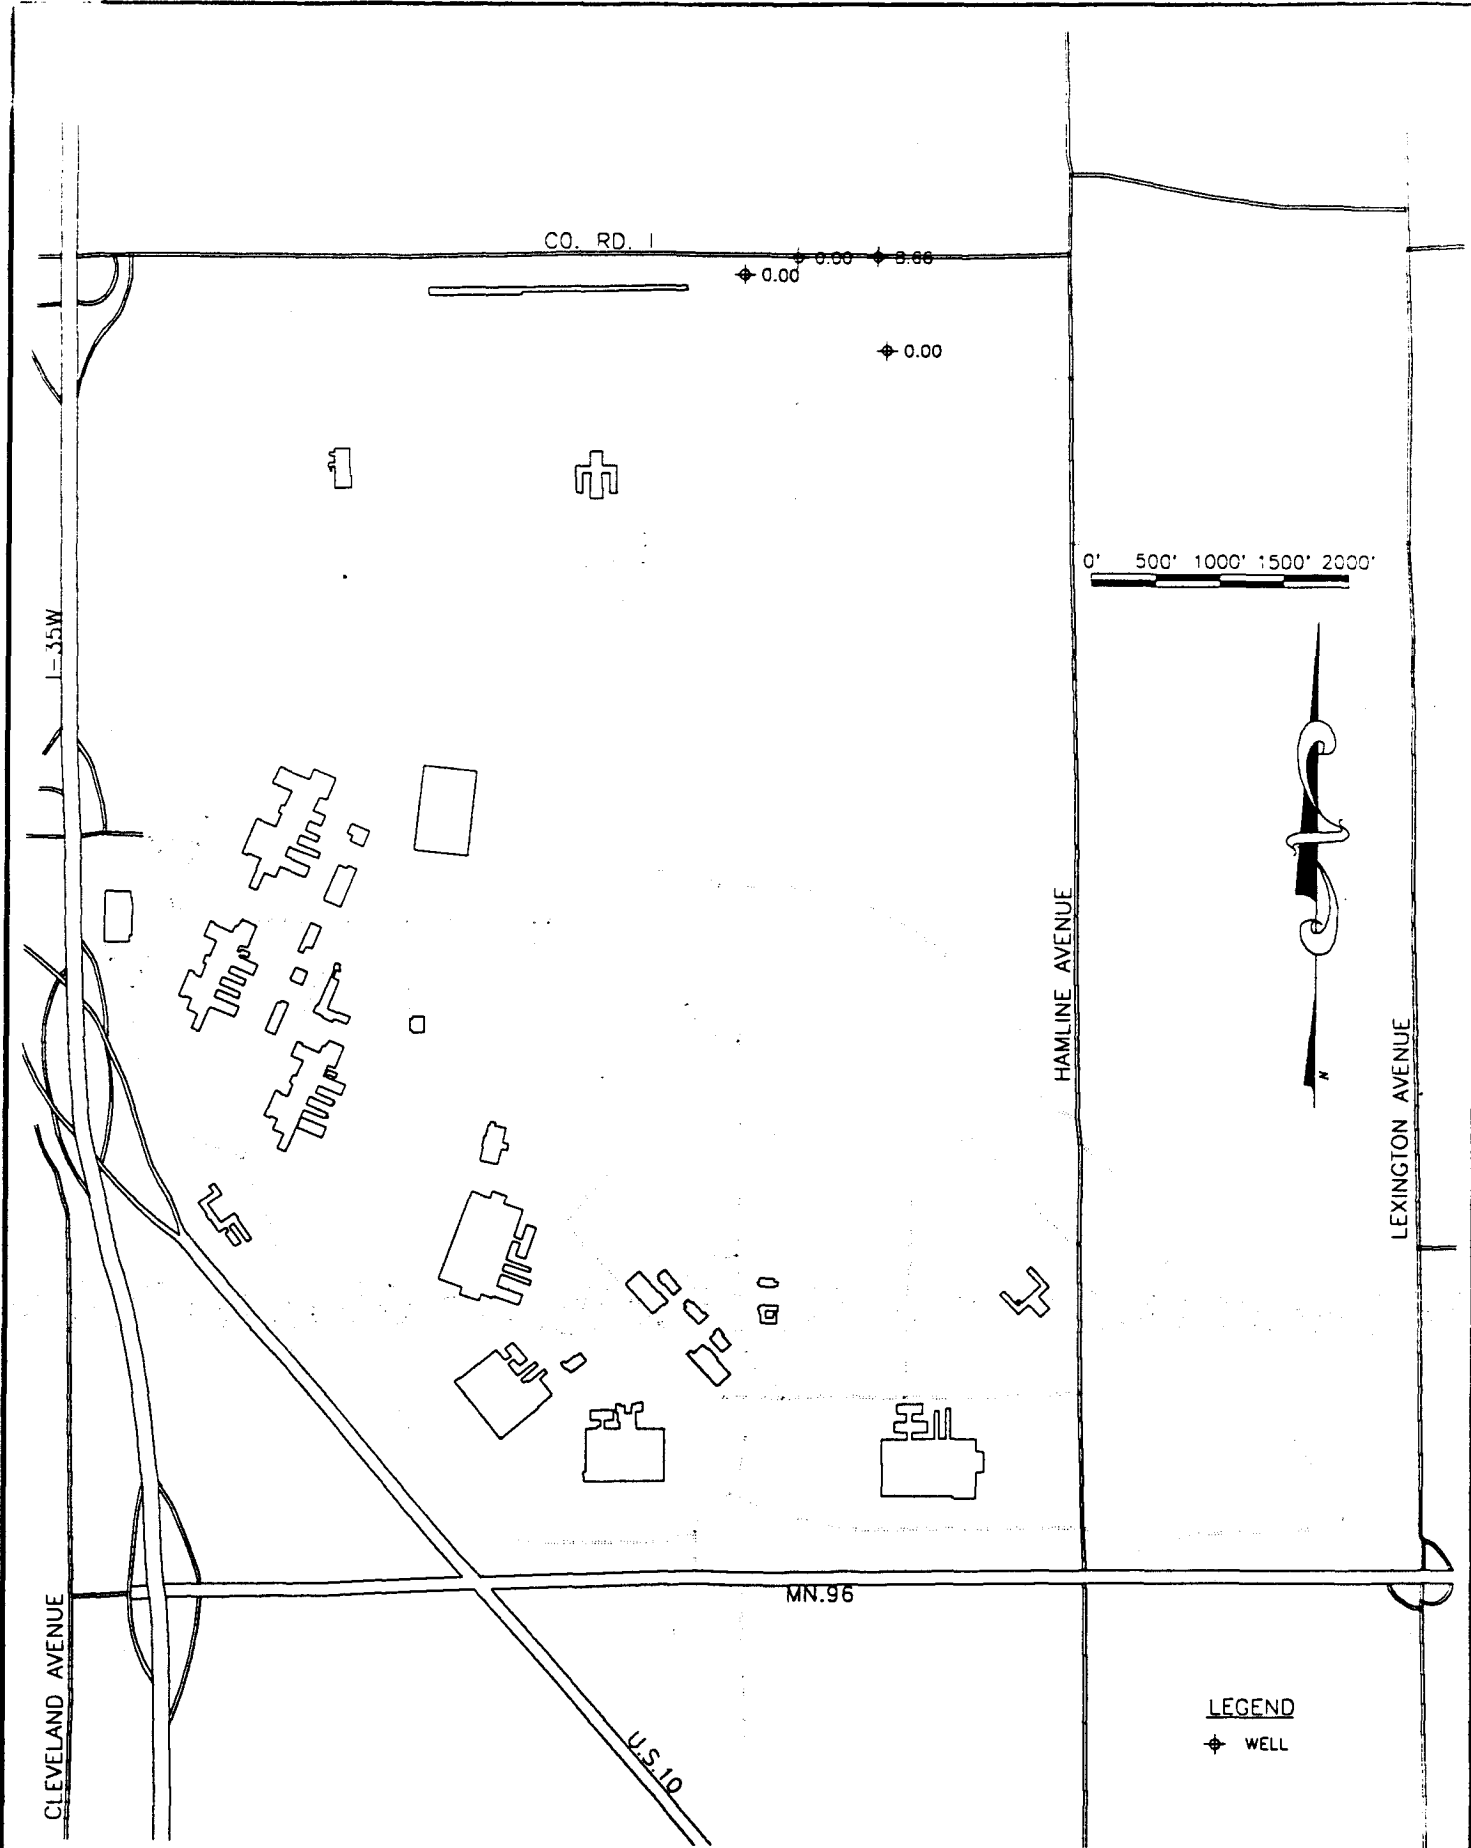 CO. RD. I
0.00
0.00
0.00
0' 500' 1000' 1500' 2000'
I-35W
HAMLINE AVENUE
N
LEXINGTON AVENUE
MN.96
CLEVELAND AVENUE
U.S.10
LEGEND
WELL